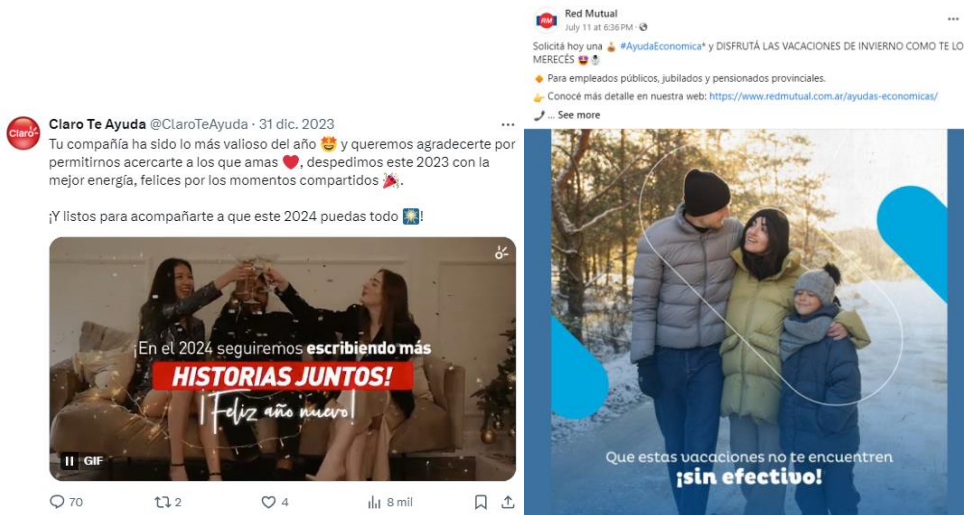 Claro
Claro Te Ayuda @ClaroTeAyuda · 31 dic. 2023
Tu compañía ha sido lo más valioso del año 🤩 y queremos agradecerte por
permitirnos acercarte a los que amas ❤️, despedimos este 2023 con la
mejor energía, felices por los momentos compartidos 🎉.
¡Y listos para acompañarte a que este 2024 puedas todo 🎇!
¡En el 2024 seguiremos escribiendo más
HISTORIAS JUNTOS!
¡Feliz año nuevo!
GIF
70 2 4 8 mil
RM
Red Mutual
July 11 at 6:36 PM ·
Solicitá hoy una #AyudaEconomica* y DISFRUTÁ LAS VACACIONES DE INVIERNO COMO TE LO
MERECÉS 🤩⛄
🔸 Para empleados públicos, jubilados y pensionados provinciales.
👉 Conocé más detalle en nuestra web: https://www.redmutual.com.ar/ayudas-economicas/
... See more
Que estas vacaciones no te encuentren
¡sin efectivo!